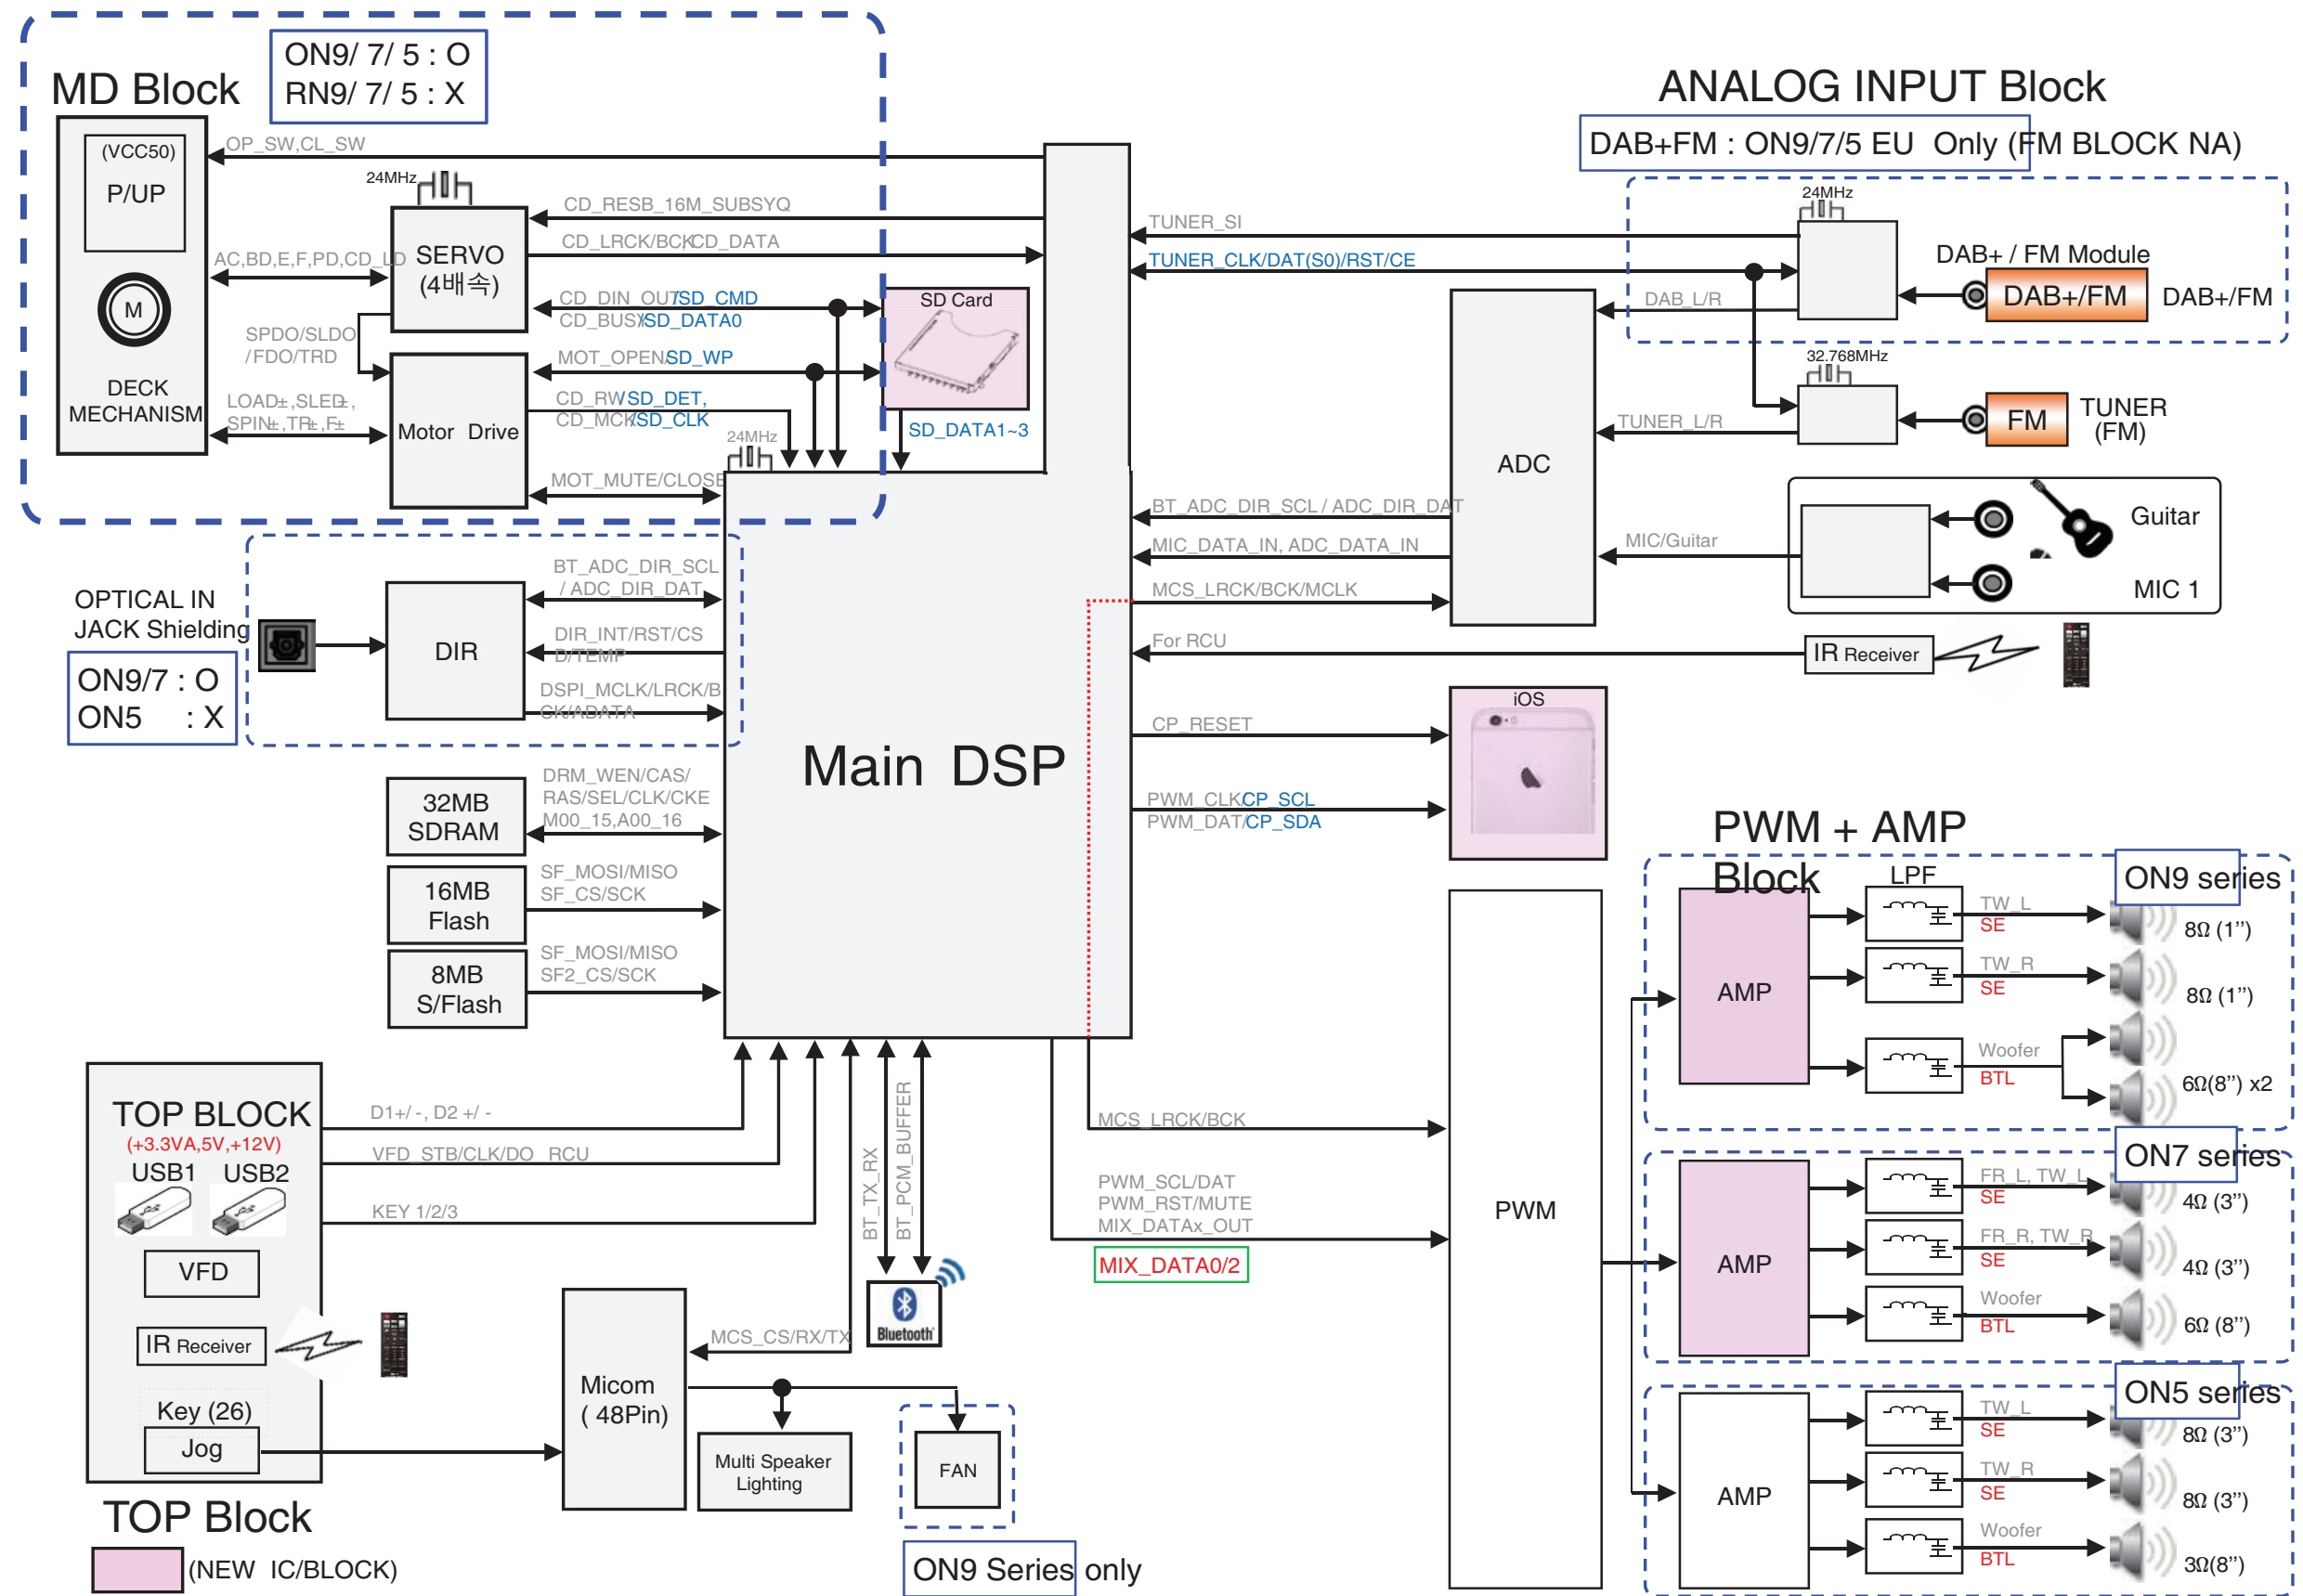 ON9/ 7/ 5 : O
RN9/ 7/ 5 : X
MD Block
(VCC50)
P/UP
M
DECK
MECHANISM
OP_SW,CL_SW
24MHz
SERVO
(4배속)
CD_RESB_16M_SUBSYQ
CD_LRCK/BCK,CD_DATA
AC,BD,E,F,PD,CD_LD
CD_DIN_OUT/SD_CMD
CD_BUSY/SD_DATA0
SPDO/SLDO
/FDO/TRD
MOT_OPEN/SD_WP
LOAD±,SLED±,
SPIN±,TR±,F±
Motor Drive
CD_RW/SD_DET,
CD_MCK/SD_CLK
24MHz
MOT_MUTE/CLOSE
SD Card
SD_DATA1~3
ANALOG INPUT Block
DAB+FM : ON9/7/5 EU Only (FM BLOCK NA)
24MHz
TUNER_SI
TUNER_CLK/DAT(S0)/RST/CE
DAB+ / FM Module
DAB+/FM
DAB+/FM
DAB_L/R
32.768MHz
FM
TUNER
(FM)
TUNER_L/R
ADC
BT_ADC_DIR_SCL / ADC_DIR_DAT
MIC_DATA_IN, ADC_DATA_IN
MCS_LRCK/BCK/MCLK
MIC/Guitar
Guitar
MIC 1
For RCU
IR Receiver
OPTICAL IN
JACK Shielding
ON9/7 : O
ON5 : X
DIR
BT_ADC_DIR_SCL
/ ADC_DIR_DAT
DIR_INT/RST/CS
D/TEMP
DSPI_MCLK/LRCK/B
CK/ADATA
Main DSP
CP_RESET
PWM_CLK/CP_SCL
PWM_DAT/CP_SDA
iOS
32MB
SDRAM
DRM_WEN/CAS/
RAS/SEL/CLK/CKE
M00_15,A00_16
16MB
Flash
SF_MOSI/MISO
SF_CS/SCK
8MB
S/Flash
SF_MOSI/MISO
SF2_CS/SCK
TOP BLOCK
(+3.3VA,5V,+12V)
USB1
USB2
VFD
IR Receiver
Key (26)
Jog
TOP Block
(NEW IC/BLOCK)
D1+/ -, D2 +/ -
VFD_STB/CLK/DO RCU
KEY 1/2/3
BT_TX_RX
BT_PCM_BUFFER
Bluetooth
Micom
( 48Pin)
MCS_CS/RX/TX
Multi Speaker
Lighting
FAN
ON9 Series only
MCS_LRCK/BCK
PWM_SCL/DAT
PWM_RST/MUTE
MIX_DATAx_OUT
MIX_DATA0/2
PWM
PWM + AMP
Block
ON9 series
AMP
LPF
TW_L
SE
8Ω (1”)
TW_R
SE
8Ω (1”)
Woofer
BTL
6Ω(8”) x2
ON7 series
AMP
FR_L, TW_L
SE
4Ω (3”)
FR_R, TW_R
SE
4Ω (3”)
Woofer
BTL
6Ω (8”)
ON5 series
AMP
TW_L
SE
8Ω (3”)
TW_R
SE
8Ω (3”)
Woofer
BTL
3Ω(8”)